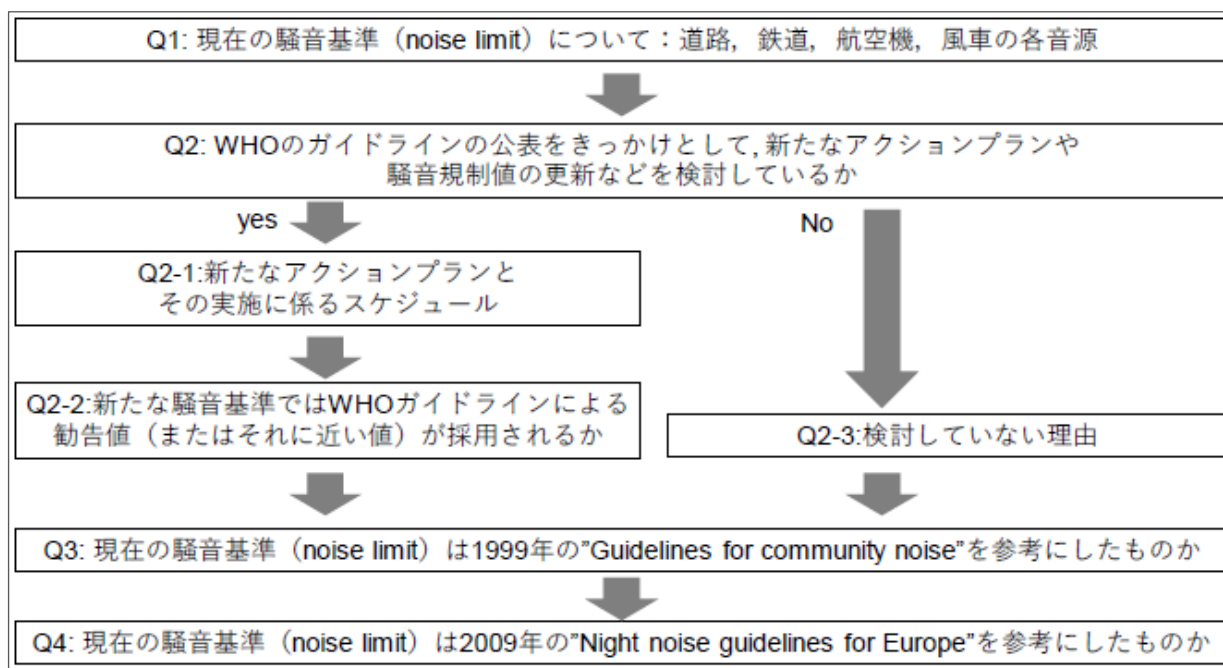 Q1: 現在の騒音基準（noise limit）について：道路，鉄道，航空機，風車の各音源
Q2: WHOのガイドラインの公表をきっかけとして, 新たなアクションプランや
騒音規制値の更新などを検討しているか
yes
No
Q2-1:新たなアクションプランと
その実施に係るスケジュール
Q2-2:新たな騒音基準ではWHOガイドラインによる
勧告値（またはそれに近い値）が採用されるか
Q2-3:検討していない理由
Q3: 現在の騒音基準（noise limit）は1999年の”Guidelines for community noise”を参考にしたものか
Q4: 現在の騒音基準（noise limit）は2009年の”Night noise guidelines for Europe”を参考にしたものか